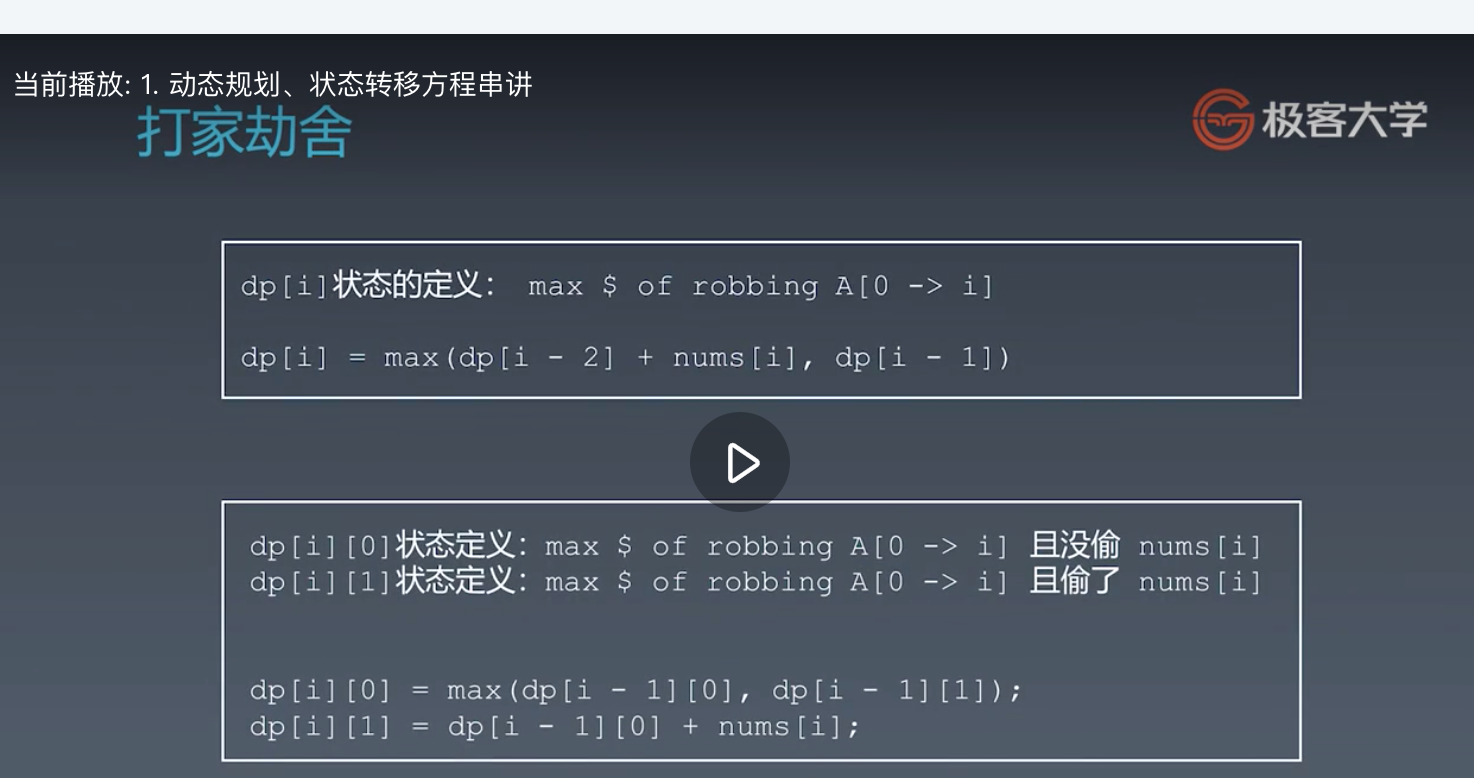 当前播放: 1. 动态规划、状态转移方程串讲
打家劫舍
极客大学
dp[i]状态的定义： max $ of robbing A[0 -> i]
dp[i] = max(dp[i - 2] + nums[i], dp[i - 1])
dp[i][0]状态定义：max $ of robbing A[0 -> i] 且没偷 nums[i]
dp[i][1]状态定义：max $ of robbing A[0 -> i] 且偷了 nums[i]
dp[i][0] = max(dp[i - 1][0], dp[i - 1][1]);
dp[i][1] = dp[i - 1][0] + nums[i];